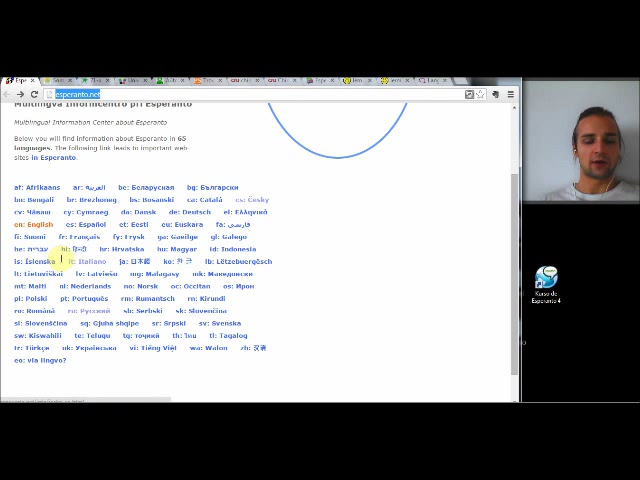 esperanto.net
Multlingva Informcentro pri Esperanto
Multilingual Information Center about Esperanto
Below you will find information about Esperanto in 65
languages. The following link leads to important web
sites in Esperanto.
af: Afrikaans ar: العربية be: Беларуская bg: Български
bn: Bengali br: Brezhoneg bs: Bosanski ca: Català cs: Česky
cv: Чăваш cy: Cymraeg da: Dansk de: Deutsch el: Ελληνικά
en: English es: Español et: Eesti eu: Euskara fa: فارسی
fi: Suomi fr: Français fy: Frysk ga: Gaeilge gl: Galego
he: עברית hi: हिन्दी hr: Hrvatska hu: Magyar id: Indonesia
is: Íslenska it: Italiano ja: 日本語 ko: 한국 lb: Lëtzebuergësch
lt: Lietuviškai lv: Latviešu mg: Malagasy mk: Македонски
mt: Malti nl: Nederlands no: Norsk oc: Occitan os: Ирон
pl: Polski pt: Português rm: Rumantsch rn: Kirundi
ro: Română ru: Русский sb: Serbski sk: Slovenčina
sl: Slovenščina sq: Gjuha shqipe sr: Srpski sv: Svenska
sw: Kiswahili te: Telugu tg: тоҷикӣ th: ไทย tl: Tagalog
tr: Türkçe uk: Українська vi: Tiếng Việt wa: Walon zh: 汉语
eo: via lingvo?
Kurso de
Esperanto 4